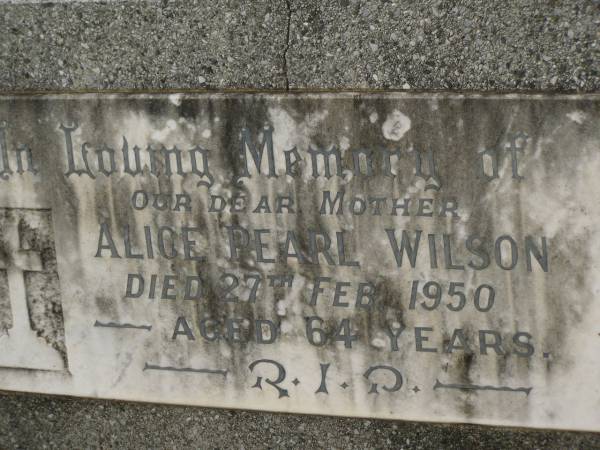 In Loving Memory of
OUR DEAR MOTHER
ALICE PEARL WILSON
DIED 27TH FEB. 1950
AGED 64 YEARS.
R.I.P.